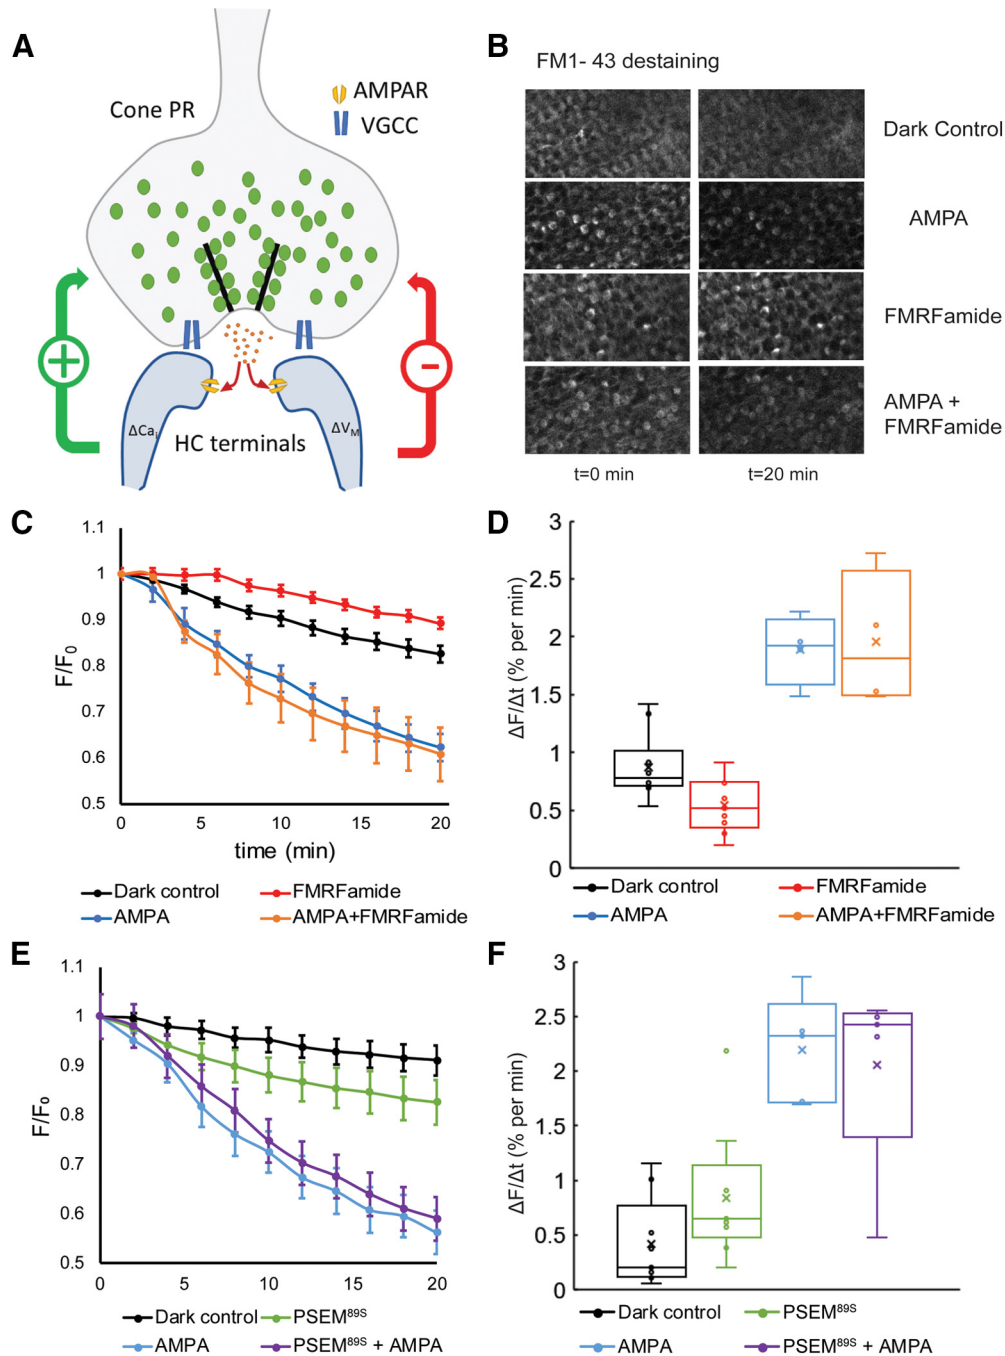 A
Cone PR
AMPAR
VGCC
+
-
ΔCaᵢ
HC terminals
ΔV_M
B
FM1- 43 destaining
Dark Control
AMPA
FMRFamide
AMPA +
FMRFamide
t=0 min
t=20 min
C
1.1
1
0.9
0.8
0.7
0.6
0.5
F/F₀
0
5
10
15
20
time (min)
Dark control
FMRFamide
AMPA
AMPA+FMRFamide
D
3
2.5
2
1.5
1
0.5
0
ΔF/Δt (% per min)
Dark control
FMRFamide
AMPA
AMPA+FMRFamide
E
1.1
1
0.9
0.8
0.7
0.6
0.5
F/F₀
0
5
10
15
20
Dark control
PSEM⁸⁹ˢ
AMPA
PSEM⁸⁹ˢ + AMPA
F
3
2.5
2
1.5
1
0.5
0
ΔF/Δt (% per min)
Dark control
PSEM⁸⁹ˢ
AMPA
PSEM⁸⁹ˢ + AMPA